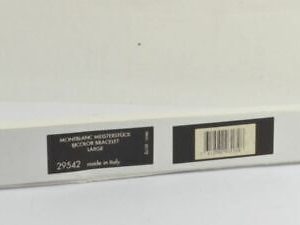 MONTBLANC MEISTERSTÜCK
BICOLOR BRACELET
LARGE
29542 made in Italy